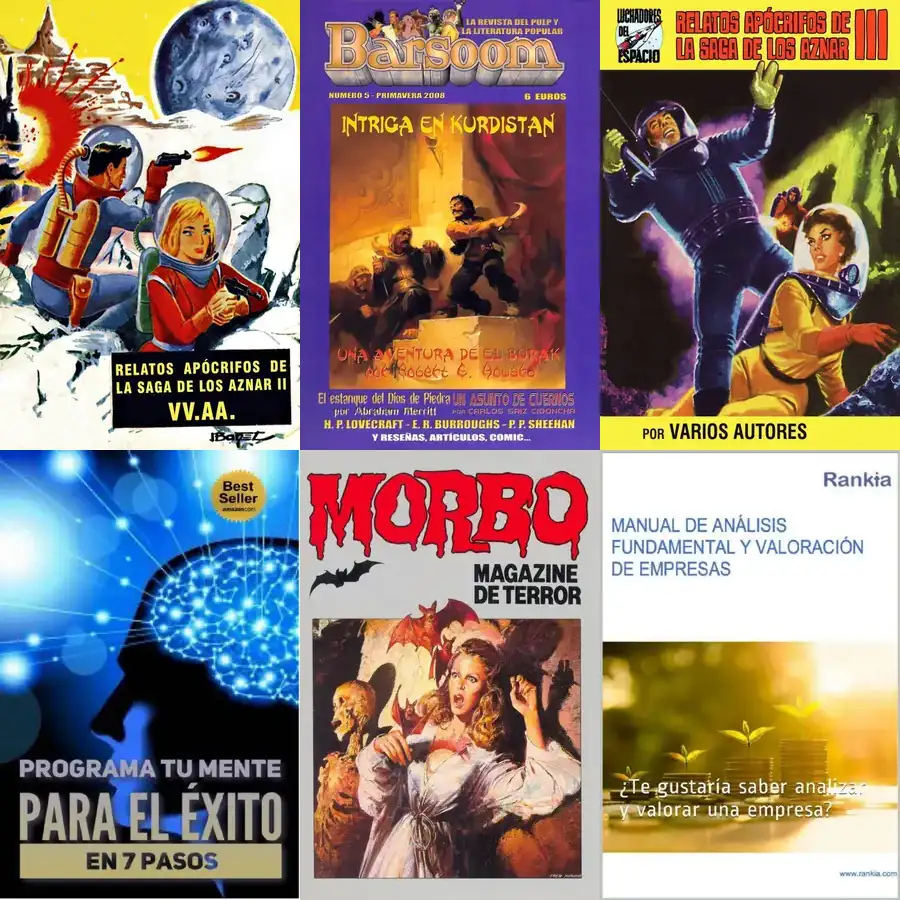 RELATOS APÓCRIFOS DE
LA SAGA DE LOS AZNAR II
VV.AA.
LA REVISTA DEL PULP Y
LA LITERATURA POPULAR
Barsoom
NUMERO 5 - PRIMAVERA 2008
6 EUROS
INTRIGA EN KURDISTAN
UNA AVENTURA DE EL BORAK
por Robert E. Howard
El estanque del Dios de Piedra
por Abraham Merritt
UN ASUNTO DE CUERNOS
POR CARLOS SAIZ CIDONCHA
H. P. LOVECRAFT - E. R. BURROUGHS - P. P. SHEEHAN
Y RESEÑAS, ARTÍCULOS, COMIC...
LUCHADORES
DEL
ESPACIO
RELATOS APÓCRIFOS DE
LA SAGA DE LOS AZNAR III
POR VARIOS AUTORES
Best
Seller
amazon.com
PROGRAMA TU MENTE
PARA EL ÉXITO
EN 7 PASOS
MORBO
MAGAZINE
DE TERROR
Rankia
MANUAL DE ANÁLISIS
FUNDAMENTAL Y VALORACIÓN
DE EMPRESAS
¿Te gustaría saber analizar
y valorar una empresa?
www.rankia.com